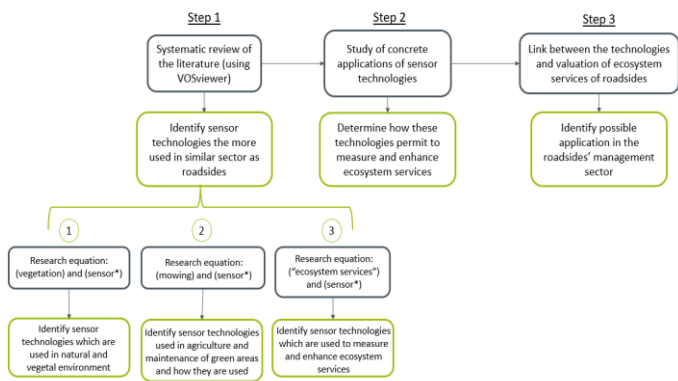 Step 1
Step 2
Step 3
Systematic review of
the literature (using
VOSviewer)
Study of concrete
applications of sensor
technologies
Link between the technologies
and valuation of ecosystem
services of roadsides
Identify sensor
technologies the more
used in similar sector as
roadsides
Determine how these
technologies permit to
measure and enhance
ecosystem services
Identify possible
application in the
roadsides' management
sector
1
2
3
Research equation:
(vegetation) and (sensor*)
Research equation:
(mowing) and (sensor*)
Research equation:
("ecosystem services")
and (sensor*)
Identify sensor
technologies which are
used in natural and
vegetal environment
Identify sensor technologies
used in agriculture and
maintenance of green areas
and how they are used
Identify sensor technologies
which are used to measure
and enhance ecosystem
services